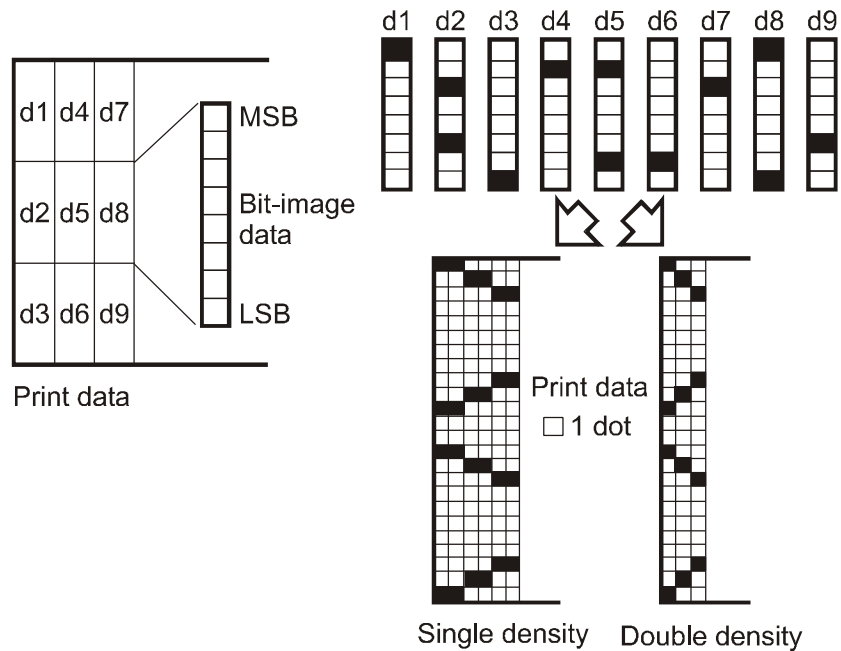 d1 d4 d7
d2 d5 d8
d3 d6 d9
MSB
Bit-image
data
LSB
Print data
d1 d2 d3 d4 d5 d6 d7 d8 d9
Print data
1 dot
Single density
Double density